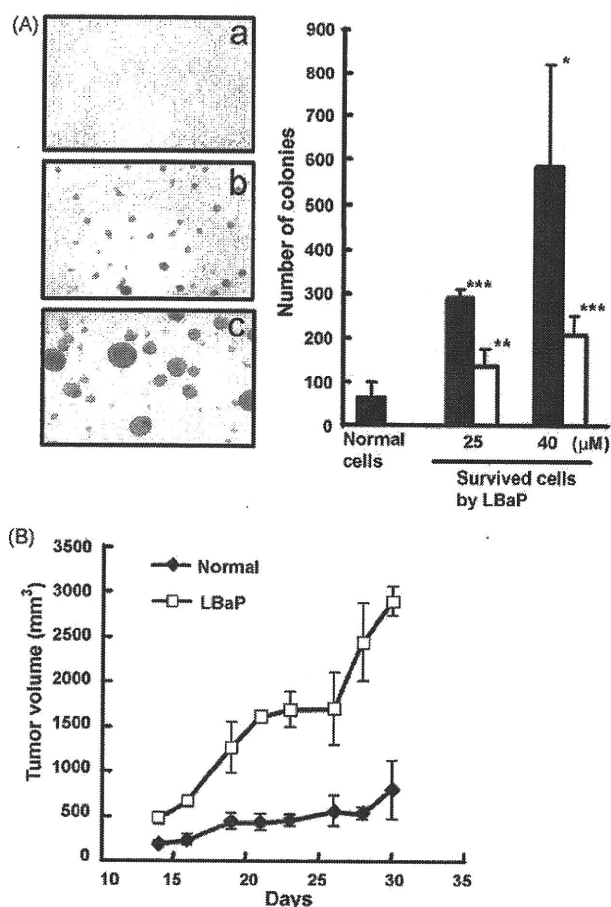 (A)
a
b
c
Number of colonies
900
800
700
600
500
400
300
200
100
0
***
**
*
***
Normal
cells
25
40
(μM)
Survived cells
by LBaP
(B)
Tumor volume (mm³)
3500
3000
2500
2000
1500
1000
500
0
Normal
LBaP
10
15
20
25
30
35
Days